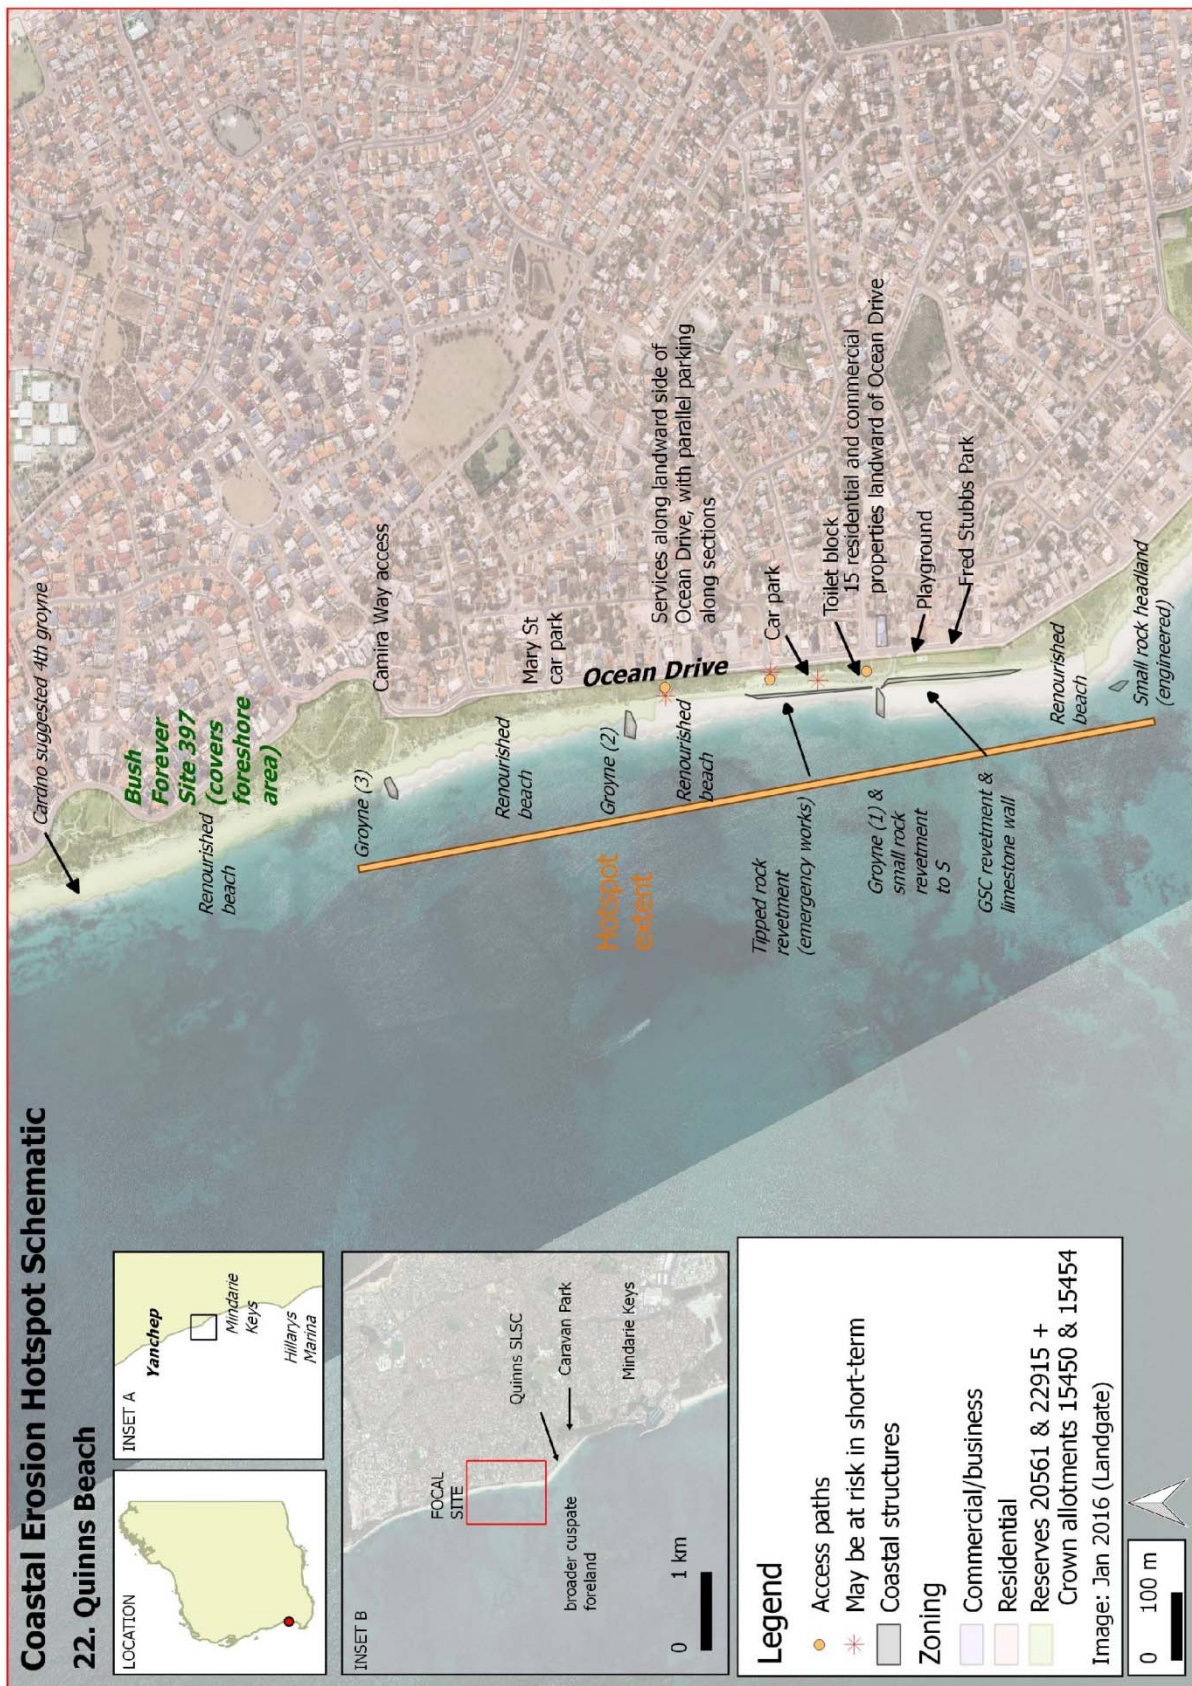 Coastal Erosion Hotspot Schematic
22. Quinns Beach
LOCATION
INSET A
Yanchep
Mindarie
Keys
Hillarys
Marina
INSET B
FOCAL
SITE
Quinns SLSC
Caravan Park
Mindarie Keys
broader cuspate
foreland
0 1 km
Legend
Access paths
May be at risk in short-term
Coastal structures
Zoning
Commercial/business
Residential
Reserves 20561 & 22915 +
Crown allotments 15450 & 15454
Image: Jan 2016 (Landgate)
0 100 m
Cardno suggested 4th groyne
Bush
Forever
Site 397
(covers
foreshore
area)
Renourished
beach
Groyne (3)
Camira Way access
Renourished
beach
Mary St
car park
Groyne (2)
Ocean Drive
Renourished
beach
Services along landward side of
Ocean Drive, with parallel parking
along sections
Hotspot
extent
Car park
Tipped rock
revetment
(emergency works)
Toilet block
15 residential and commercial
properties landward of Ocean Drive
Groyne (1) &
small rock
revetment
to S
Playground
GSC revetment &
limestone wall
Fred Stubbs Park
Renourished
beach
Small rock headland
(engineered)